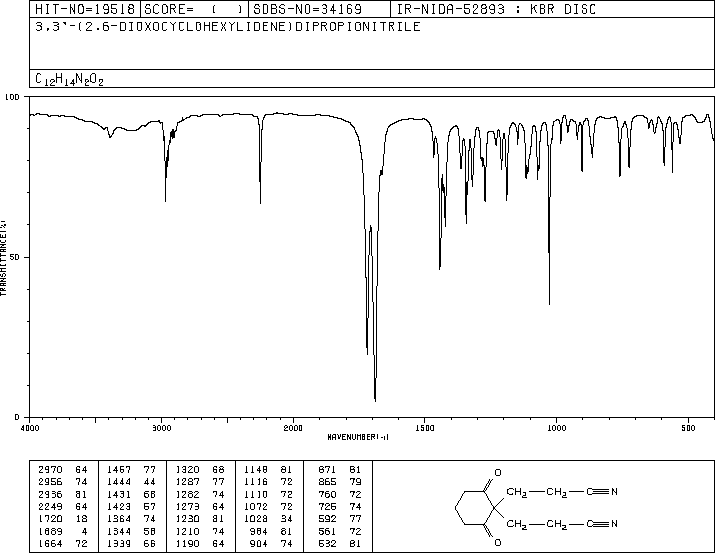 HIT-NO=19518 SCORE= ( ) SDBS-NO=34169 IR-NIDA-52893 : KBR DISC
3,3'-(2,6-DIOXOCYCLOHEXYLIDENE)DIPROPIONITRILE
C12H14N2O2
100
50
0
TRANSMITTANCE(%)
4000 3000 2000 1500 1000 500
WAVENUMBER(-1)
2970 64 1467 77 1320 68 1148 81 871 81
2956 74 1444 44 1287 77 1116 72 865 79
2936 81 1431 66 1282 74 1110 72 760 72
2249 64 1423 57 1273 64 1072 72 725 74
1720 18 1364 74 1230 81 1028 34 592 77
1689 4 1344 58 1210 74 984 81 561 72
1664 72 1339 66 1190 64 904 74 532 81
O
CH2—CH2—C≡N
CH2—CH2—C≡N
O